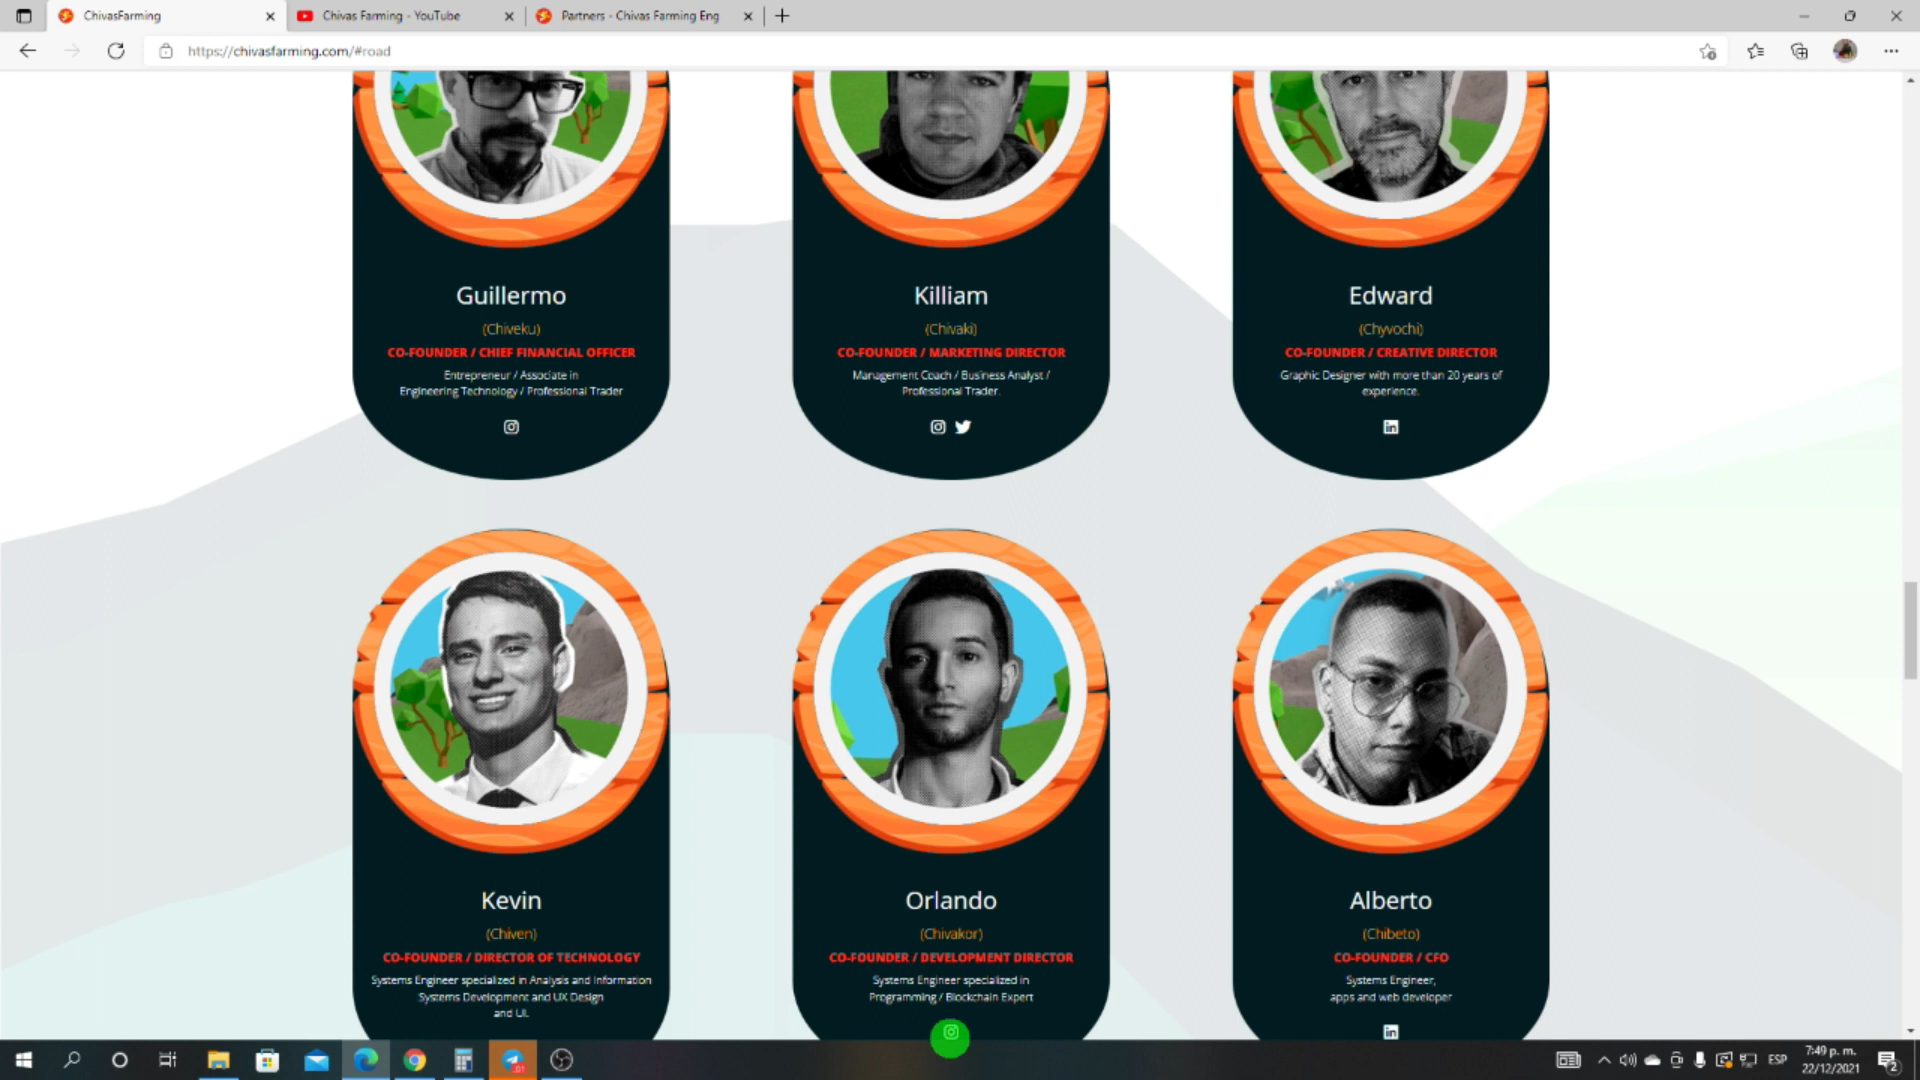 ChivasFarming
Chivas Farming - YouTube
Partners - Chivas Farming Eng
https://chivasfarming.com/#road
Guillermo
(Chiveku)
CO-FOUNDER / CHIEF FINANCIAL OFFICER
Entrepreneur / Associate in
Engineering Technology / Professional Trader
Killiam
(Chivaki)
CO-FOUNDER / MARKETING DIRECTOR
Management Coach / Business Analyst /
Professional Trader.
Edward
(Chyvochi)
CO-FOUNDER / CREATIVE DIRECTOR
Graphic Designer with more than 20 years of
experience.
Kevin
(Chiven)
CO-FOUNDER / DIRECTOR OF TECHNOLOGY
Systems Engineer specialized in Analysis and Information
Systems Development and UX Design
and UI.
Orlando
(Chivakor)
CO-FOUNDER / DEVELOPMENT DIRECTOR
Systems Engineer specialized in
Programming / Blockchain Expert
Alberto
(Chibeto)
CO-FOUNDER / CFO
Systems Engineer,
apps and web developer
ESP
7:49 p. m.
22/12/2021
2